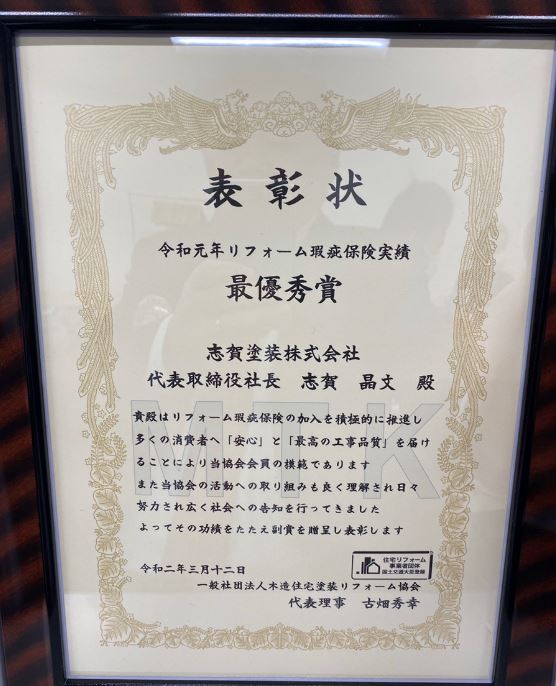 表彰状
令和元年リフォーム瑕疵保険実績
最優秀賞
志賀塗装株式会社
代表取締役社長 志賀 晶文 殿
MTK
貴殿はリフォーム瑕疵保険の加入を積極的に推進し
多くの消費者へ「安心」と「最高の工事品質」を届け
ることにより当協会会員の模範であります
また当協会の活動への取り組みも良く理解され日々
努力され広く社会への告知を行ってきました
よってその功績をたたえ副賞を贈呈し表彰します
令和二年三月十二日
住宅リフォーム
事業者団体
国土交通大臣登録
一般社団法人木造住宅塗装リフォーム協会
代表理事 古畑秀幸